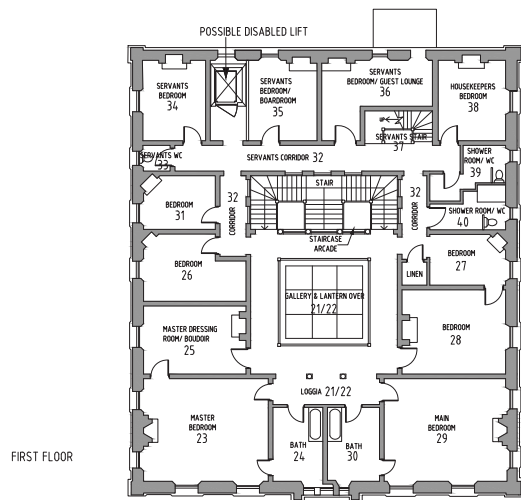 POSSIBLE DISABLED LIFT
SERVANTS
BEDROOM
34
SERVANTS
BEDROOM/
BOARDROOM
35
SERVANTS
BEDROOM/ GUEST LOUNGE
36
HOUSEKEEPERS
BEDROOM
38
SERVANTS STAIR
37
SERVANTS WC
33
SERVANTS CORRIDOR 32
SHOWER
ROOM/ WC
39
BEDROOM
31
32
CORRIDOR
STAIR
32
CORRIDOR
SHOWER ROOM/ WC
40
STAIRCASE
ARCADE
BEDROOM
26
LINEN
BEDROOM
27
GALLERY & LANTERN OVER
21/22
MASTER DRESSING
ROOM/ BOUDOIR
25
BEDROOM
28
LOGGIA 21/22
MASTER
BEDROOM
23
BATH
24
BATH
30
MAIN
BEDROOM
29
FIRST FLOOR